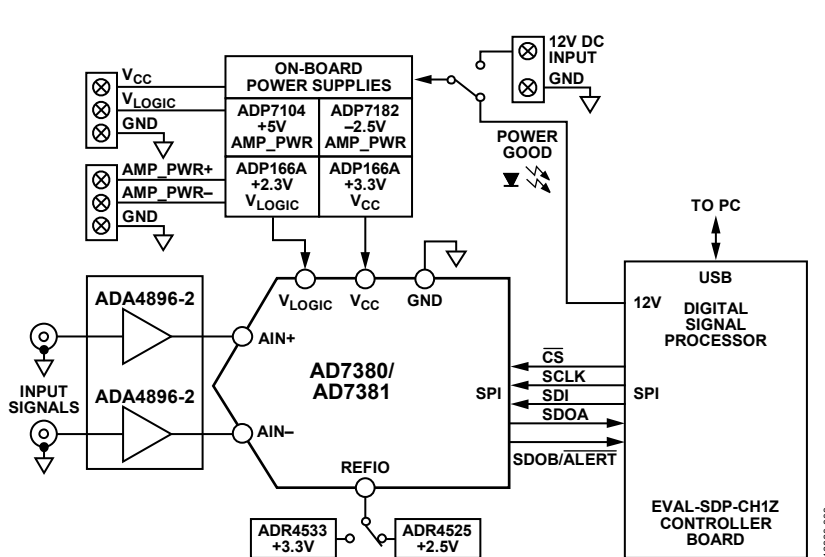 12V DC
INPUT
GND
VCC
VLOGIC
GND
ON-BOARD
POWER SUPPLIES
ADP7104
+5V
AMP_PWR
ADP7182
–2.5V
AMP_PWR
AMP_PWR+
AMP_PWR–
GND
ADP166A
+2.3V
VLOGIC
ADP166A
+3.3V
VCC
POWER
GOOD
TO PC
USB
12V
DIGITAL
SIGNAL
PROCESSOR
ADA4896-2
VLOGIC
VCC
GND
AIN+
AD7380/
AD7381
SPI
CS
SCLK
SDI
SDOA
SDOB/ALERT
SPI
INPUT
SIGNALS
ADA4896-2
AIN–
REFIO
ADR4533
+3.3V
ADR4525
+2.5V
EVAL-SDP-CH1Z
CONTROLLER
BOARD